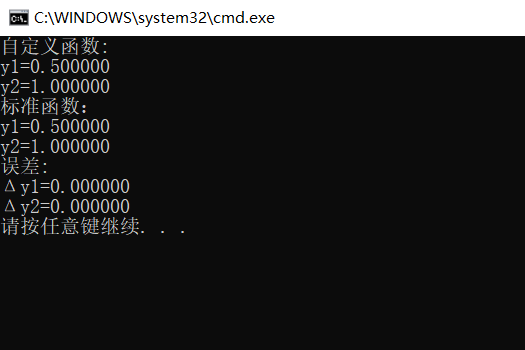 C:\WINDOWS\system32\cmd.exe
自定义函数:
y1=0.500000
y2=1.000000
标准函数：
y1=0.500000
y2=1.000000
误差:
Δy1=0.000000
Δy2=0.000000
请按任意键继续. . .